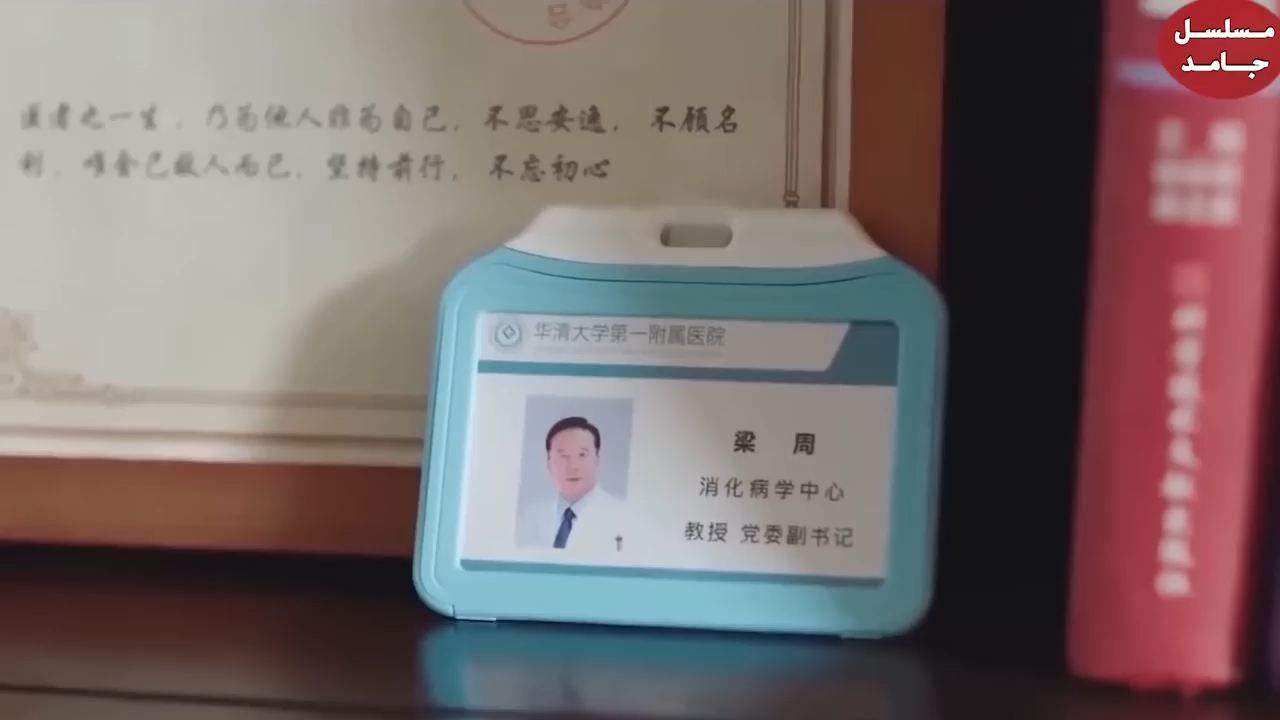 医者之一生，乃为他人非为自己，不思安逸，不顾名
利，唯舍己救人而已，坚持前行，不忘初心
مسلسل
جامد
华清大学第一附属医院
梁 周
消化病学中心
教授 党委副书记